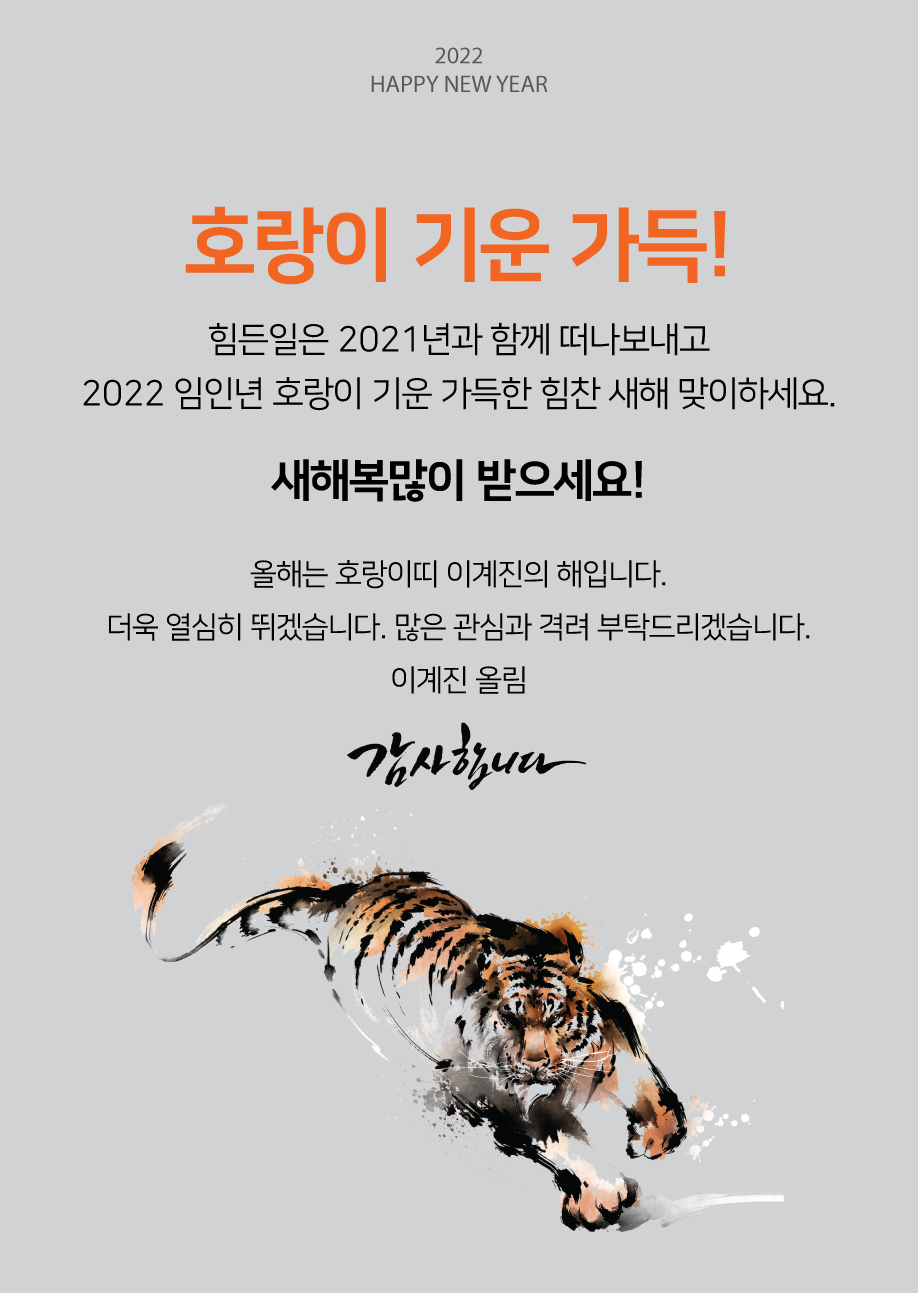 2022
HAPPY NEW YEAR
호랑이 기운 가득!
힘든일은 2021년과 함께 떠나보내고
2022 임인년 호랑이 기운 가득한 힘찬 새해 맞이하세요.
새해복많이 받으세요!
올해는 호랑이띠 이계진의 해입니다.
더욱 열심히 뛰겠습니다. 많은 관심과 격려 부탁드리겠습니다.
이계진 올림
감사합니다